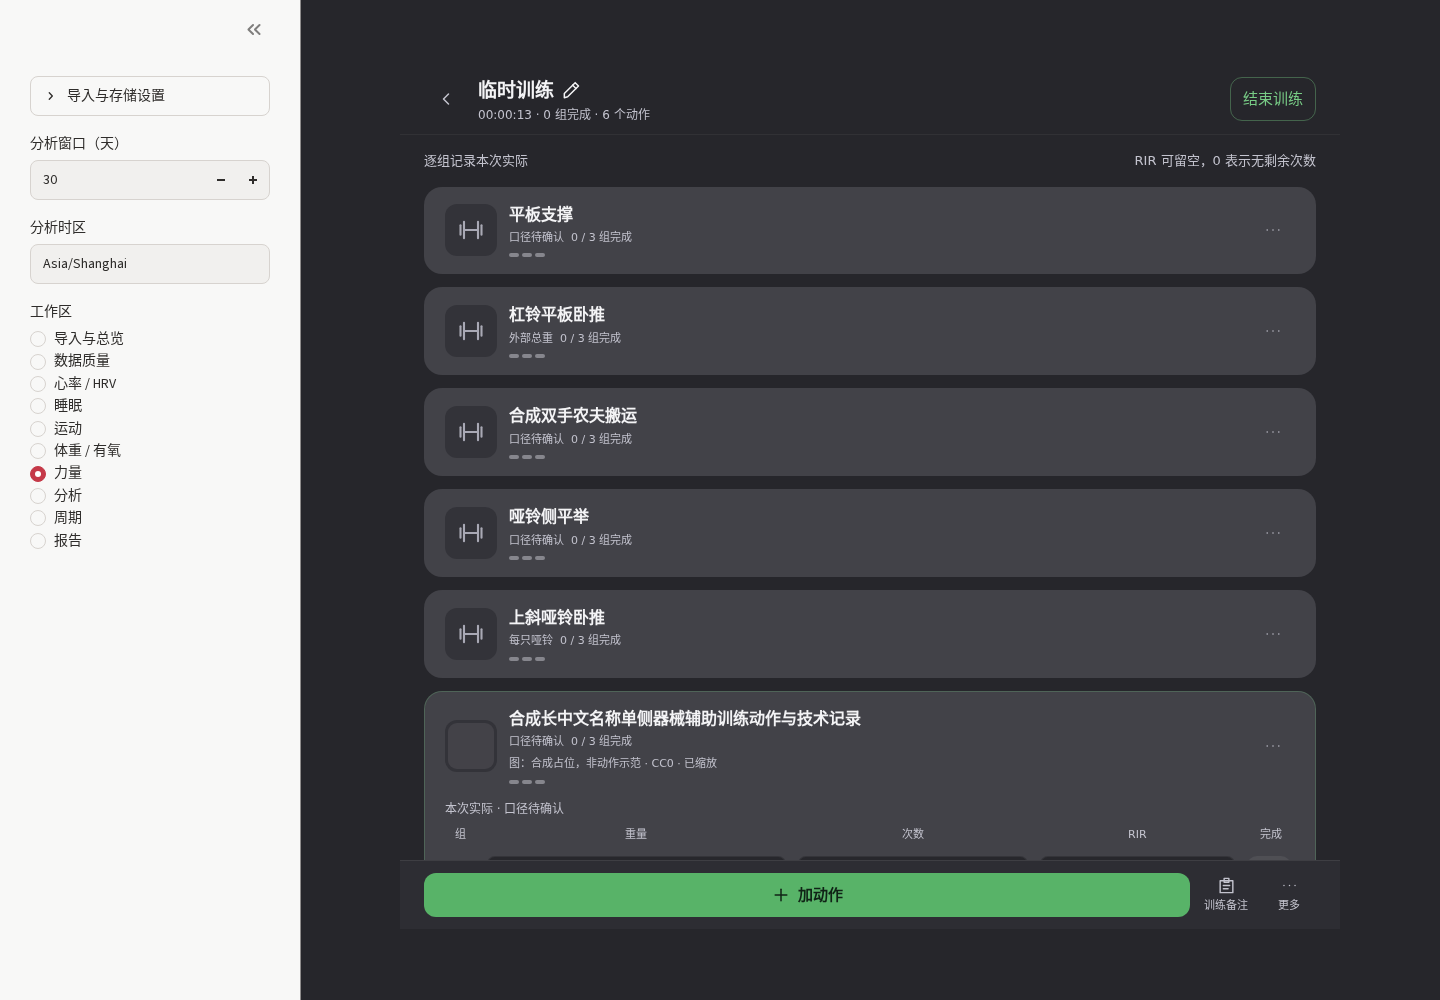 导入与存储设置
分析窗口（天）
30
分析时区
Asia/Shanghai
工作区
导入与总览
数据质量
心率 / HRV
睡眠
运动
体重 / 有氧
力量
分析
周期
报告
临时训练
00:00:13 · 0 组完成 · 6 个动作
结束训练
逐组记录本次实际
RIR 可留空，0 表示无剩余次数
平板支撑
口径待确认 0 / 3 组完成
杠铃平板卧推
外部总重 0 / 3 组完成
合成双手农夫搬运
口径待确认 0 / 3 组完成
哑铃侧平举
口径待确认 0 / 3 组完成
上斜哑铃卧推
每只哑铃 0 / 3 组完成
合成长中文名称单侧器械辅助训练动作与技术记录
口径待确认 0 / 3 组完成
图：合成占位，非动作示范 · CC0 · 已缩放
本次实际 · 口径待确认
组 重量 次数 RIR 完成
加动作
训练备注
更多